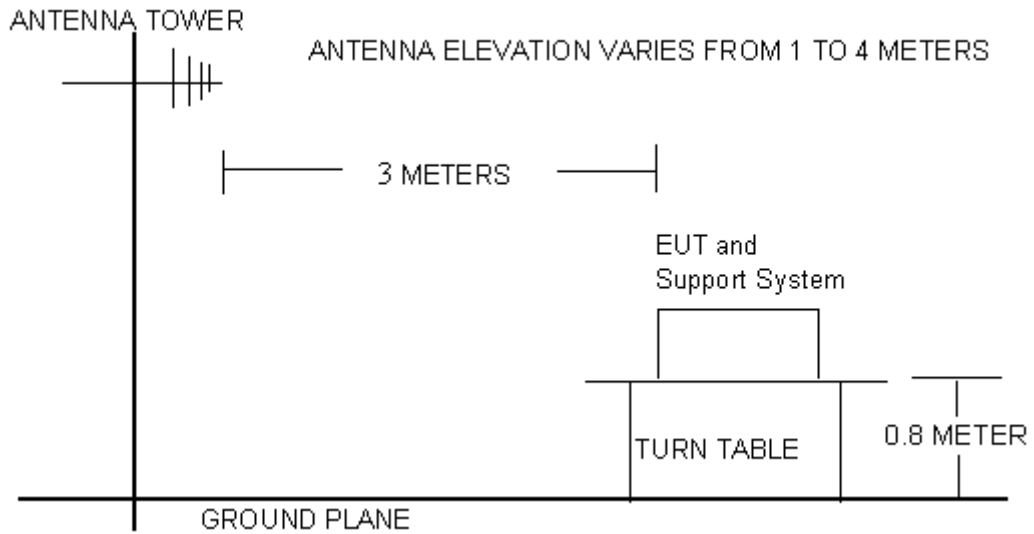 ANTENNA TOWER
ANTENNA ELEVATION VARIES FROM 1 TO 4 METERS
3 METERS
EUT and
Support System
TURN TABLE
0.8 METER
GROUND PLANE